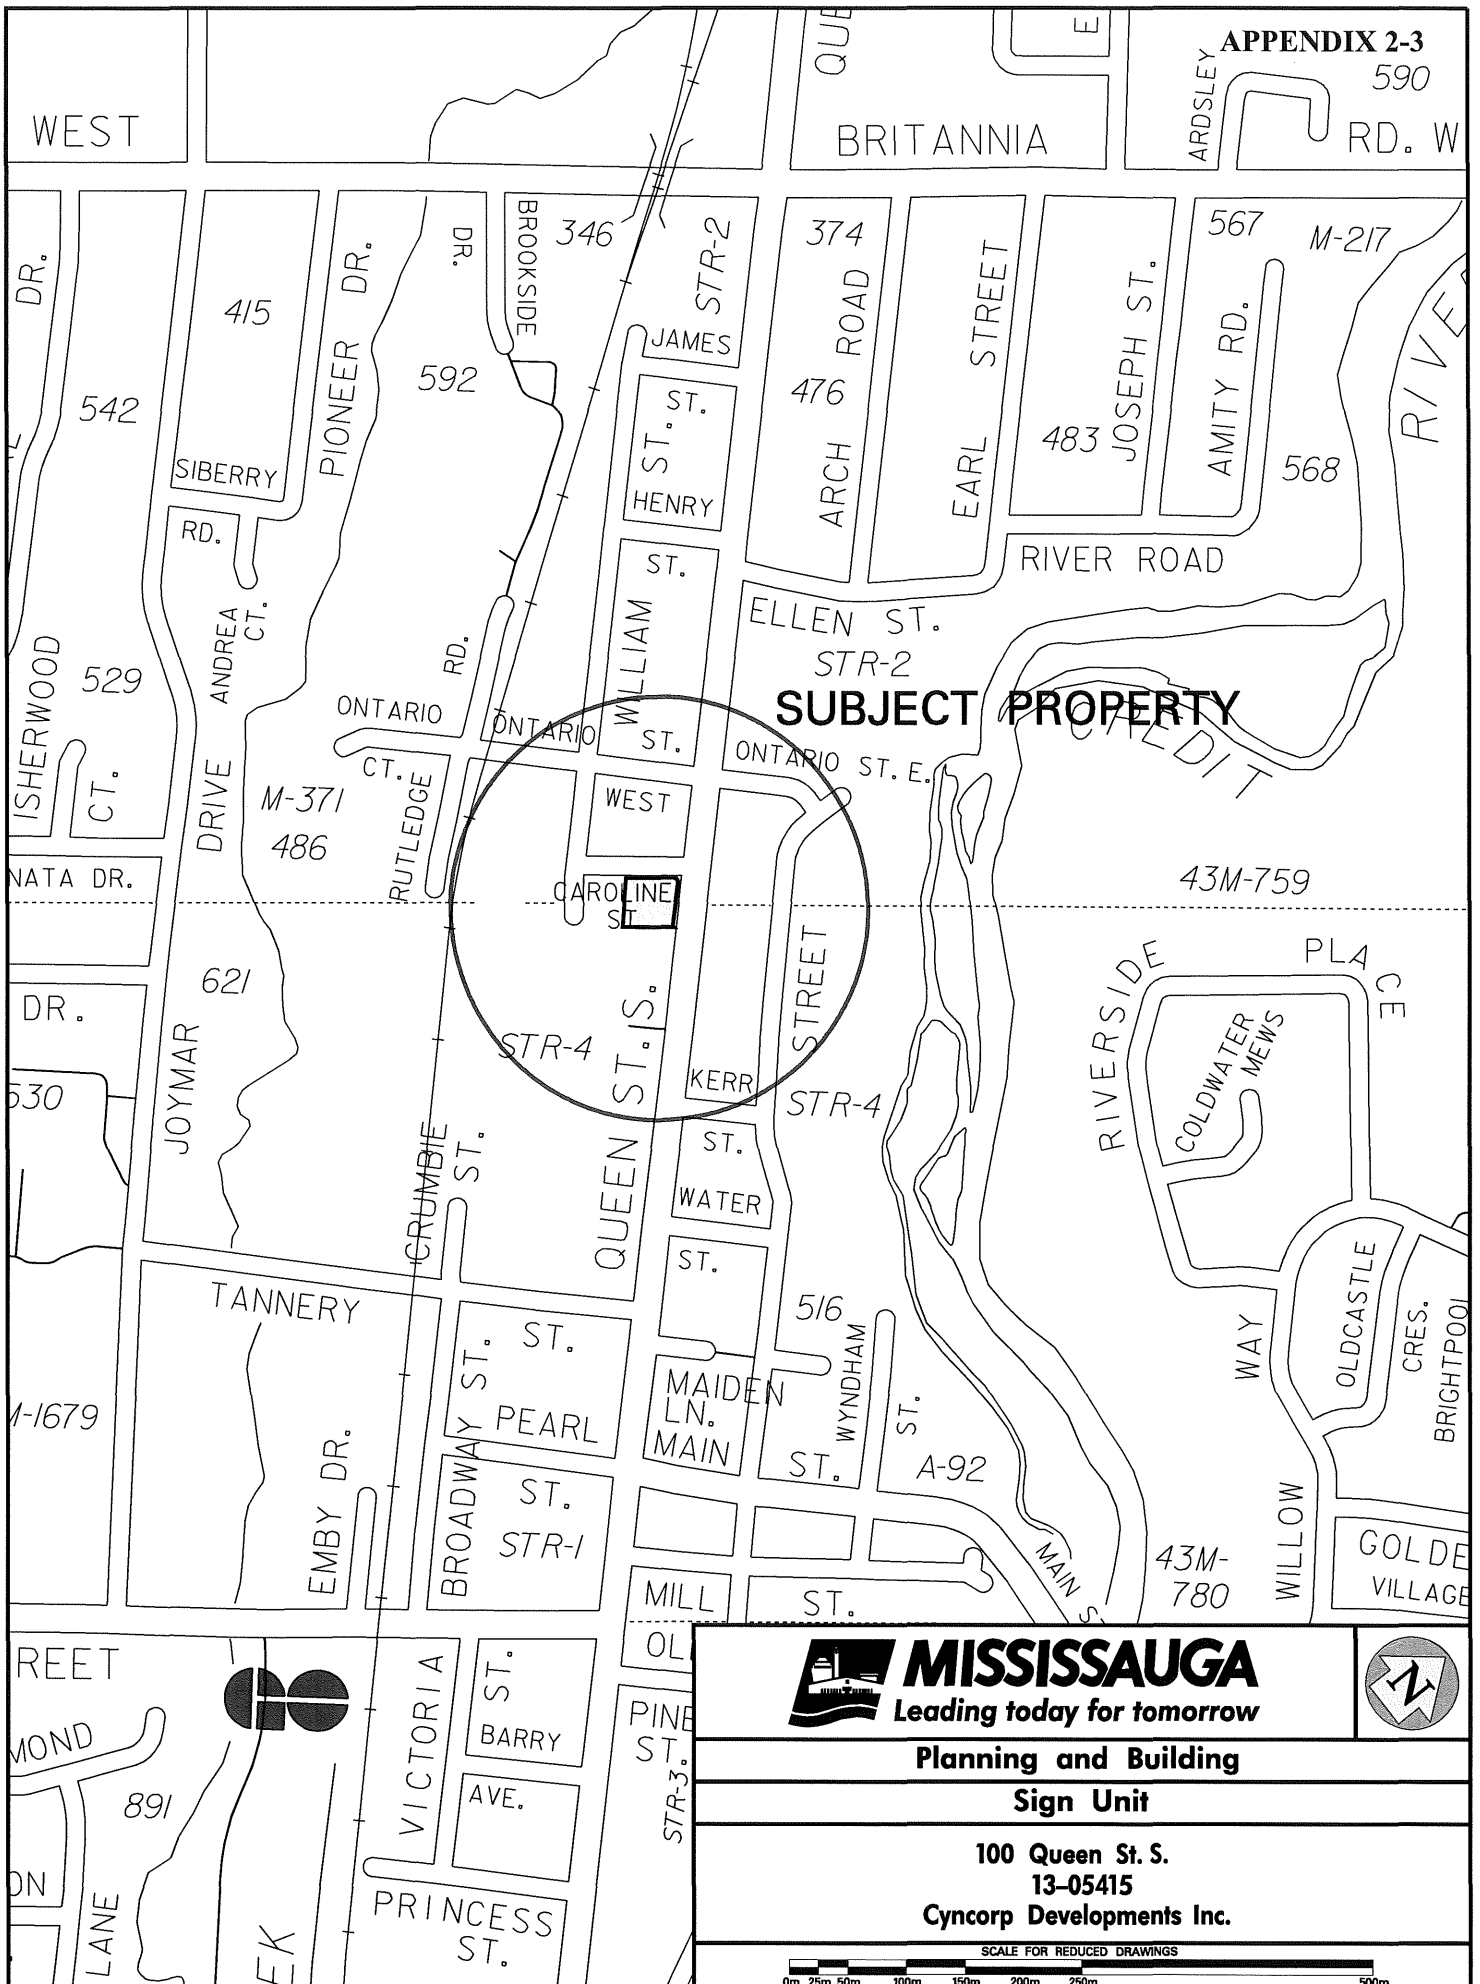 APPENDIX 2-3
590
WEST
BRITANNIA
RD. W
ARDSLEY
QUE
E
DR.
415
PIONEER DR.
DR.
BROOKSIDE
346
STR-2
374
567
M-217
RIVE
JAMES
ST.
542
592
476
ARCH ROAD
EARL STREET
483
JOSEPH ST.
AMITY RD.
568
SIBERRY
RD.
ST.
HENRY
ST.
RIVER ROAD
ANDREA
CT.
WILLIAM
ST.
ELLEN ST.
STR-2
ISHERWOOD
CT.
529
RD.
SUBJECT PROPERTY
CREDIT
ONTARIO
CT.
ONTARIO
ST.
WEST
ONTARIO ST. E.
DRIVE
M-371
486
RUTLEDGE
NATA DR.
CAROLINE
ST.
43M-759
621
DR.
JOYMAR
530
STR-4
QUEEN ST. S.
STREET
KERR
STR-4
RIVERSIDE
PLACE
COLDWATER
MEWS
CRUMBIE
ST.
ST.
WATER
ST.
TANNERY
ST.
516
WYNDHAM
ST.
WAY
OLDCASTLE
CRES.
BRIGHTPOOL
M-1679
BROADWAY ST.
PEARL
ST.
MAIDEN
LN.
MAIN
ST.
A-92
EMBY DR.
STR-1
WILLOW
MAIN S
43M-
780
GOLDE
VILLAGE
MILL
ST.
OL
REET
MOND
891
ON
LANE
EK
VICTORIA
ST.
BARRY
AVE.
PINE
ST.
STR-3
PRINCESS
ST.
MISSISSAUGA
Leading today for tomorrow
N
Planning and Building
Sign Unit
100 Queen St. S.
13-05415
Cyncorp Developments Inc.
SCALE FOR REDUCED DRAWINGS
0m 25m 50m 100m 150m 200m 250m 500m